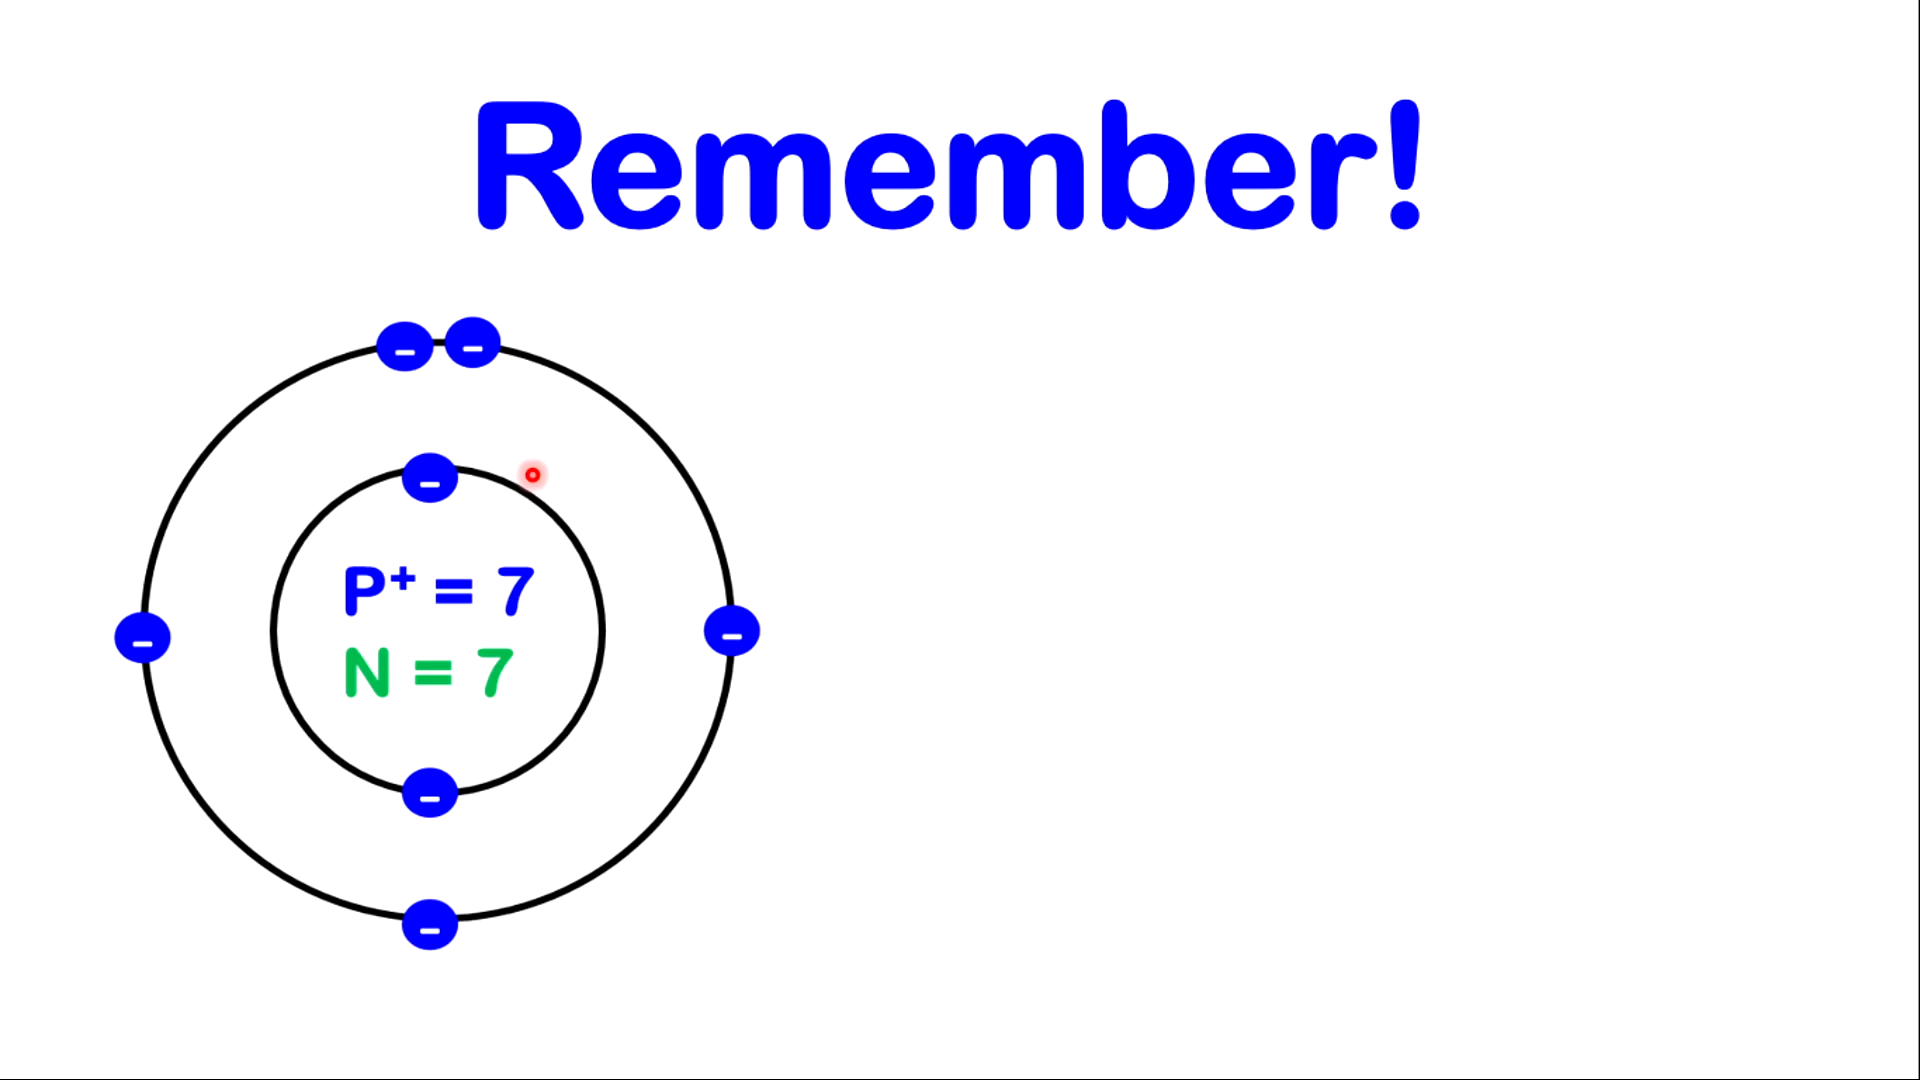 Remember!
– –
–
P⁺ = 7
– –
N = 7
–
–